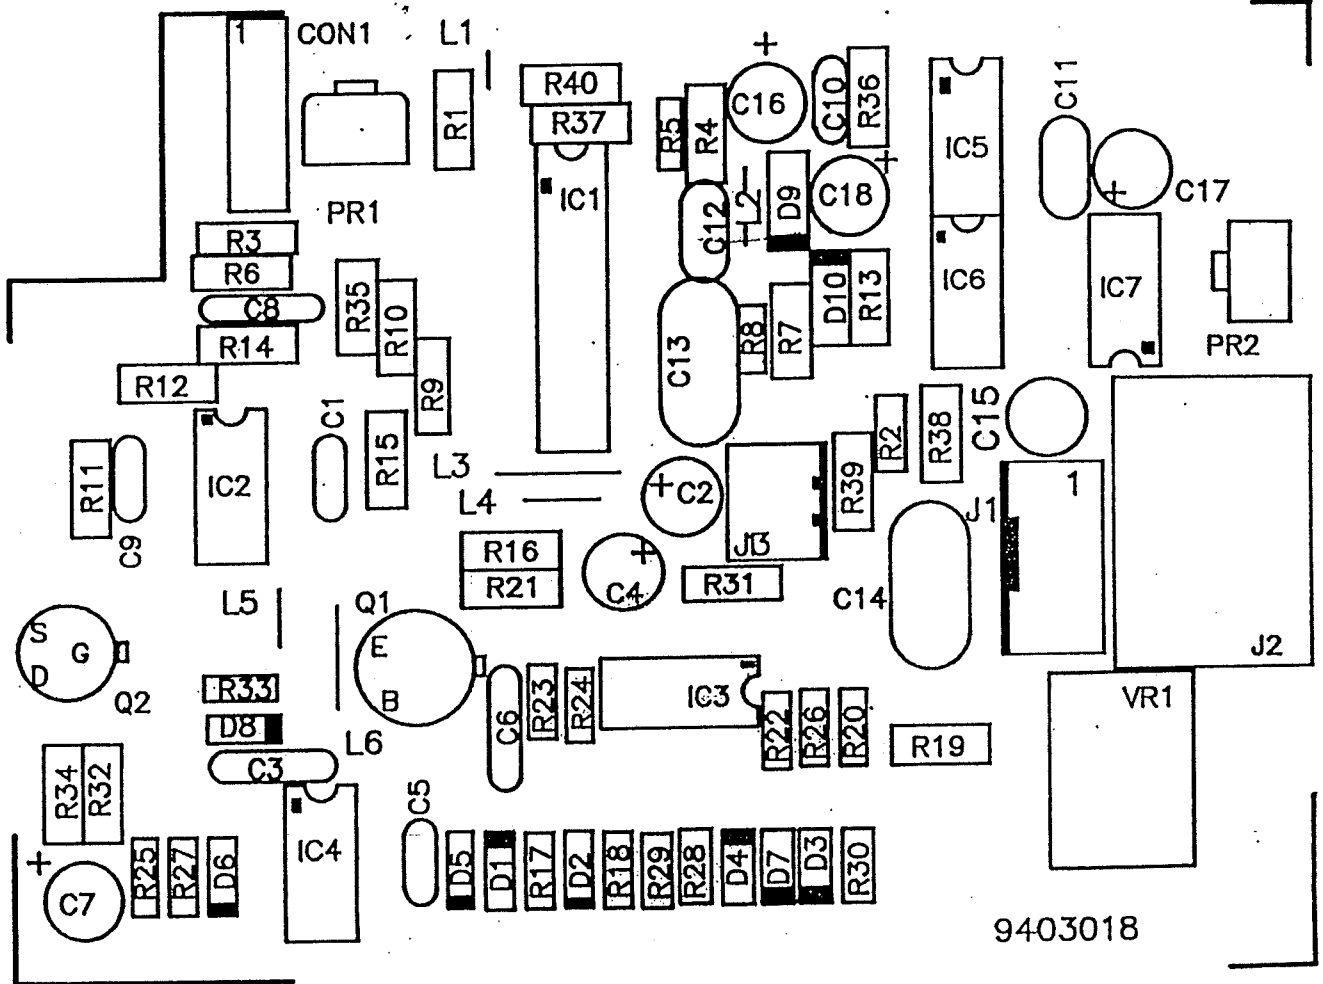 1 CON1 L1
R40
R37
R1
R5
R4
C16
C10
R36
C11
IC5
IC1
PR1
C12
L2
D9
C18
C17
R3
R6
C8
R14
R12
R35
R10
R9
C13
R8
R7
D10
R13
IC6
IC7
PR2
C1
R15
R11
C9
IC2
L3
L4
C2
J3
R39
R2
R38
C15
J1
1
R16
R21
C4
R31
C14
J2
L5
Q1
E
B
S
G
D
Q2
R33
D8
C3
L6
C6
R23
R24
IC3
R22
R26
R20
R19
VR1
R34
R32
C7
R25
R27
D6
IC4
C5
D5
D1
R17
D2
R18
R29
R28
D4
D7
D3
R30
9403018